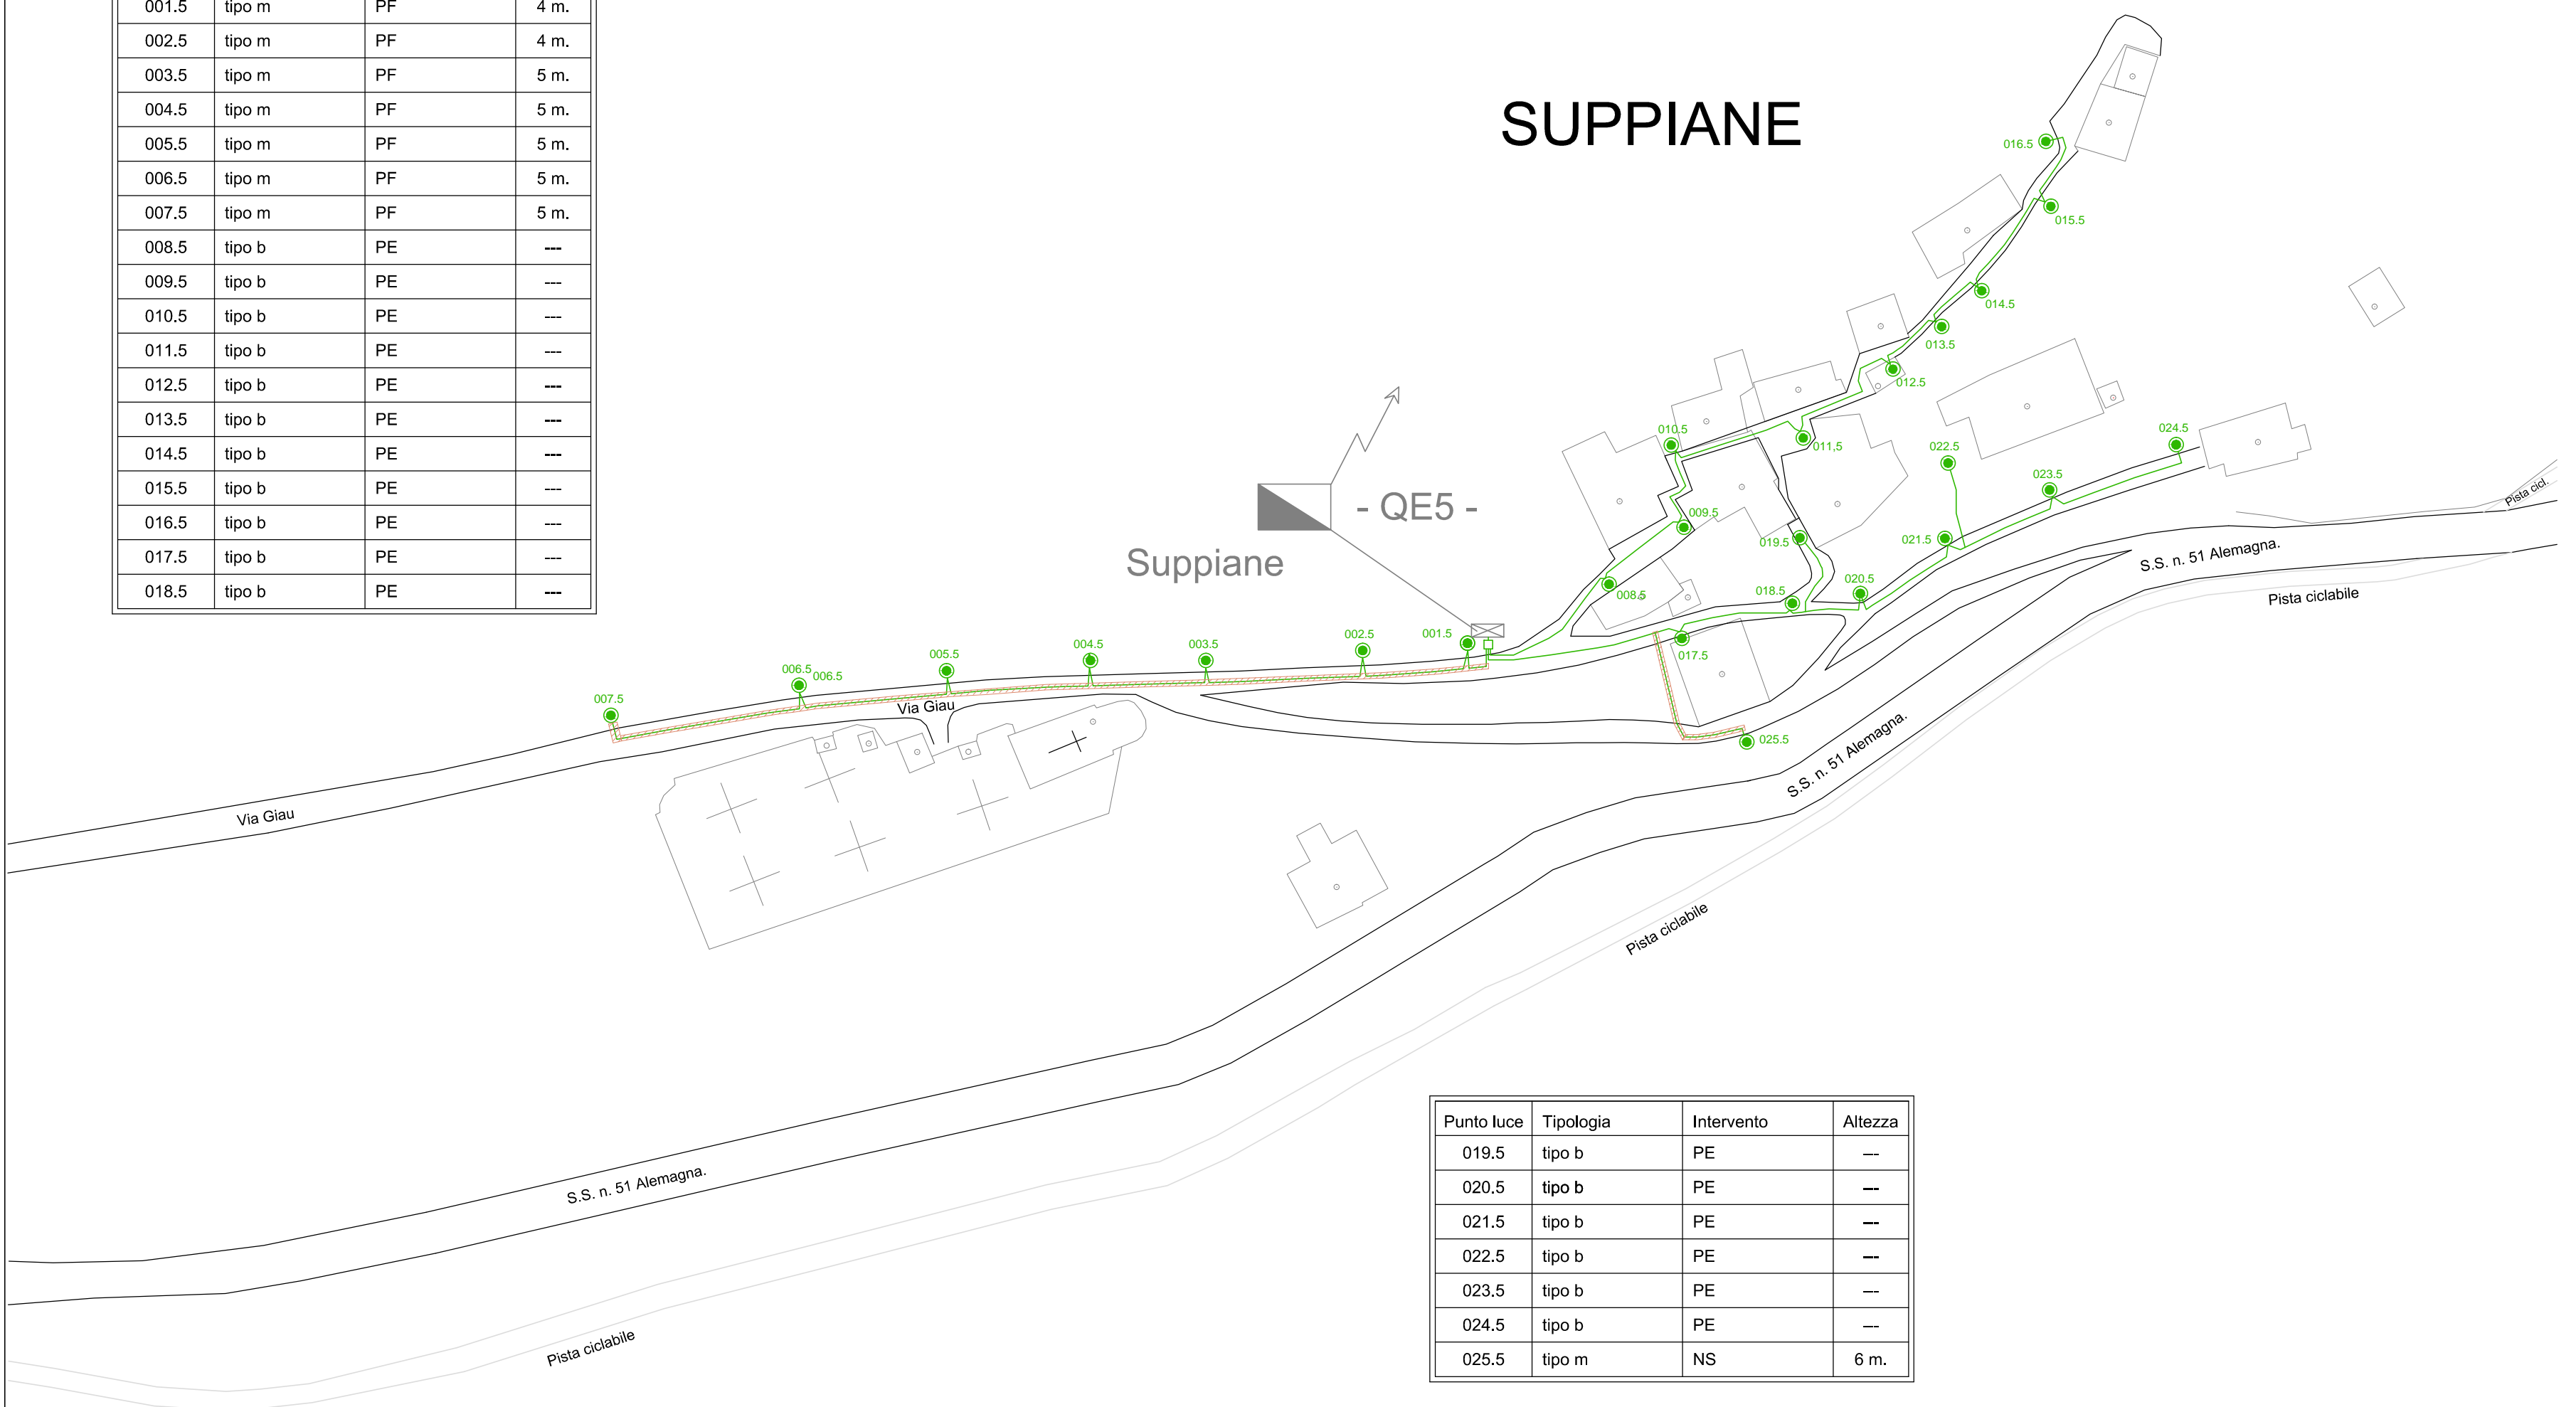 001.5 tipo m PF 4 m.
002.5 tipo m PF 4 m.
003.5 tipo m PF 5 m.
004.5 tipo m PF 5 m.
005.5 tipo m PF 5 m.
006.5 tipo m PF 5 m.
007.5 tipo m PF 5 m.
008.5 tipo b PE ---
009.5 tipo b PE ---
010.5 tipo b PE ---
011.5 tipo b PE ---
012.5 tipo b PE ---
013.5 tipo b PE ---
014.5 tipo b PE ---
015.5 tipo b PE ---
016.5 tipo b PE ---
017.5 tipo b PE ---
018.5 tipo b PE ---
SUPPIANE
016.5
015.5
014.5
013.5
012.5
010.5
011,5
024.5
022.5
023.5
Pista cicl.
- QE5 -
009.5
019.5
021.5
S.S. n. 51 Alemagna.
Suppiane
008.5
018.5
020.5
Pista ciclabile
001.5
002.5
003.5
004.5
005.5
006.5
006.5
007.5
017.5
025.5
Via Giau
Via Giau
S.S. n. 51 Alemagna.
Pista ciclabile
S.S. n. 51 Alemagna.
Pista ciclabile
Punto luce Tipologia Intervento Altezza
019.5 tipo b PE ---
020.5 tipo b PE ---
021.5 tipo b PE ---
022.5 tipo b PE ---
023.5 tipo b PE ---
024.5 tipo b PE ---
025.5 tipo m NS 6 m.